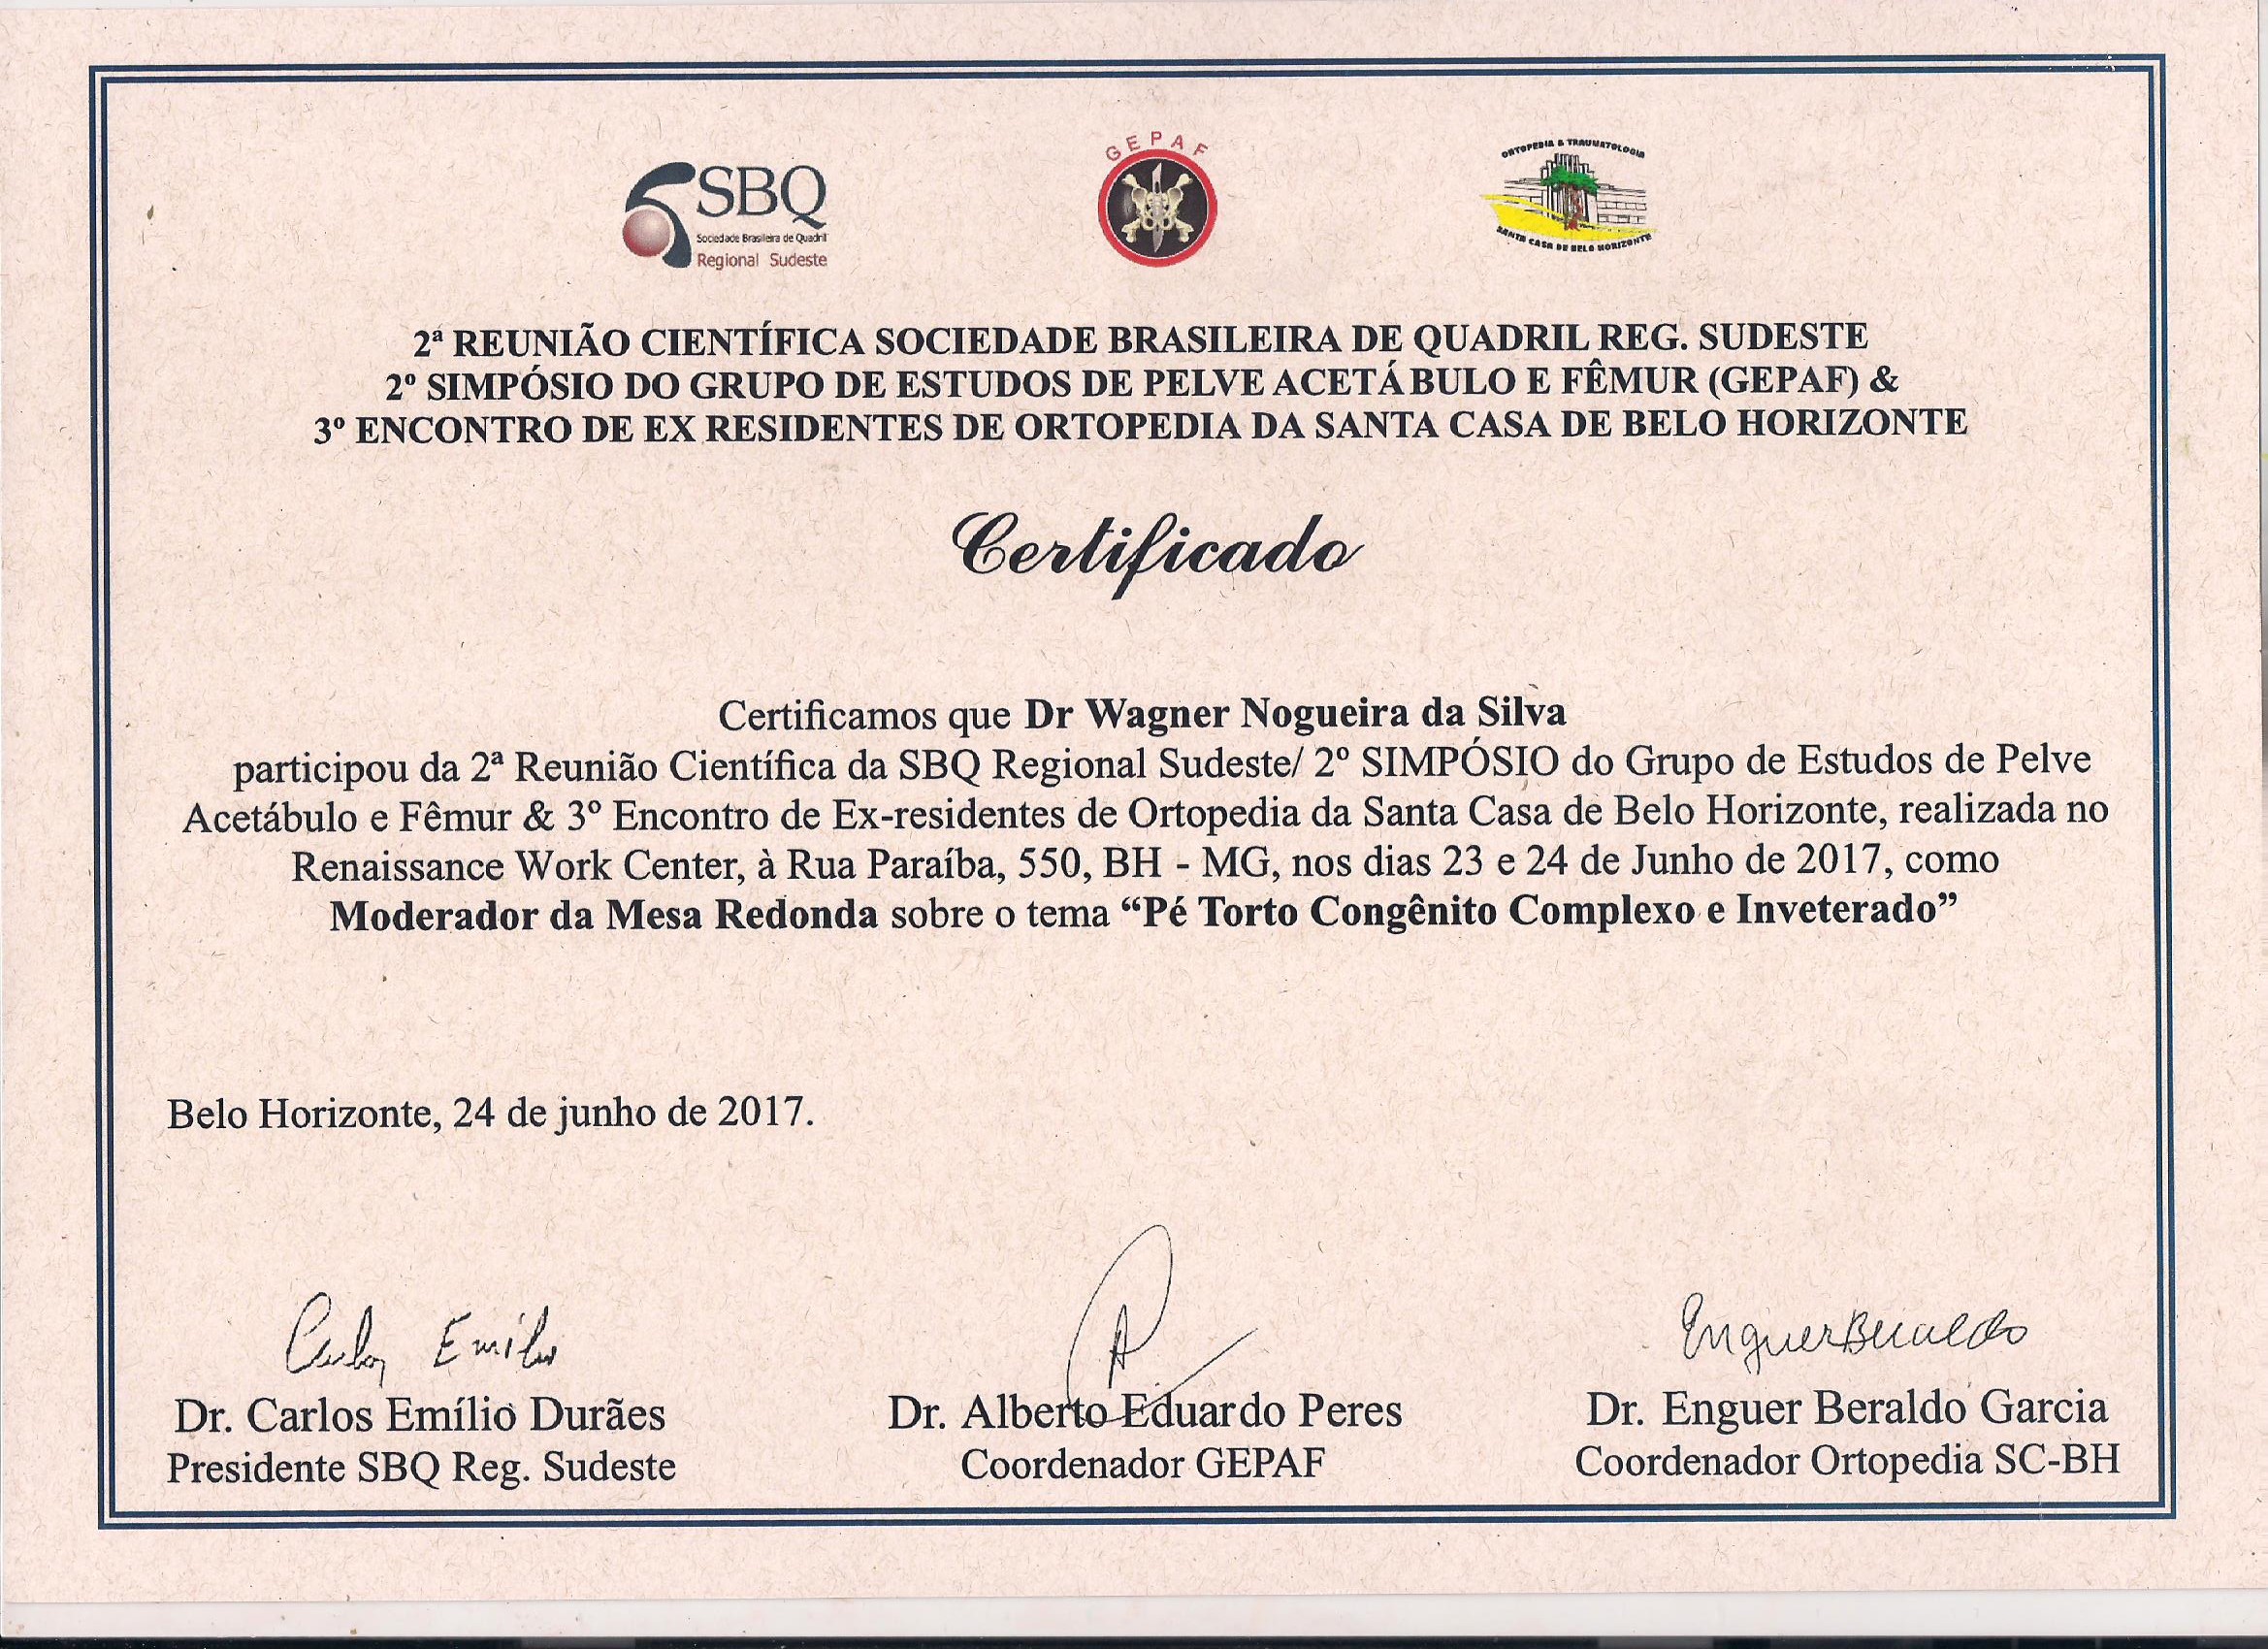 SBQ
Sociedade Brasileira de Quadril
Regional Sudeste
GEPAF
ORTOPEDIA & TRAUMATOLOGIA
SANTA CASA DE BELO HORIZONTE
2ª REUNIÃO CIENTÍFICA SOCIEDADE BRASILEIRA DE QUADRIL REG. SUDESTE
2º SIMPÓSIO DO GRUPO DE ESTUDOS DE PELVE ACETÁBULO E FÊMUR (GEPAF) &
3º ENCONTRO DE EX RESIDENTES DE ORTOPEDIA DA SANTA CASA DE BELO HORIZONTE
Certificado
Certificamos que Dr Wagner Nogueira da Silva
participou da 2ª Reunião Científica da SBQ Regional Sudeste/ 2º SIMPÓSIO do Grupo de Estudos de Pelve
Acetábulo e Fêmur & 3º Encontro de Ex-residentes de Ortopedia da Santa Casa de Belo Horizonte, realizada no
Renaissance Work Center, à Rua Paraíba, 550, BH - MG, nos dias 23 e 24 de Junho de 2017, como
Moderador da Mesa Redonda sobre o tema “Pé Torto Congênito Complexo e Inveterado”
Belo Horizonte, 24 de junho de 2017.
Carlos Emílio
Enguer Beraldo
Dr. Carlos Emílio Durães
Dr. Alberto Eduardo Peres
Dr. Enguer Beraldo Garcia
Presidente SBQ Reg. Sudeste
Coordenador GEPAF
Coordenador Ortopedia SC-BH